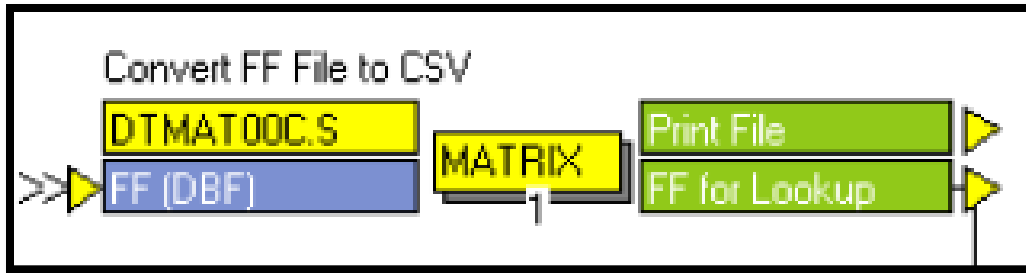 Convert FF File to CSV
DTMAT00C.S
Print File
MATRIX
FF (DBF)
FF for Lookup
1